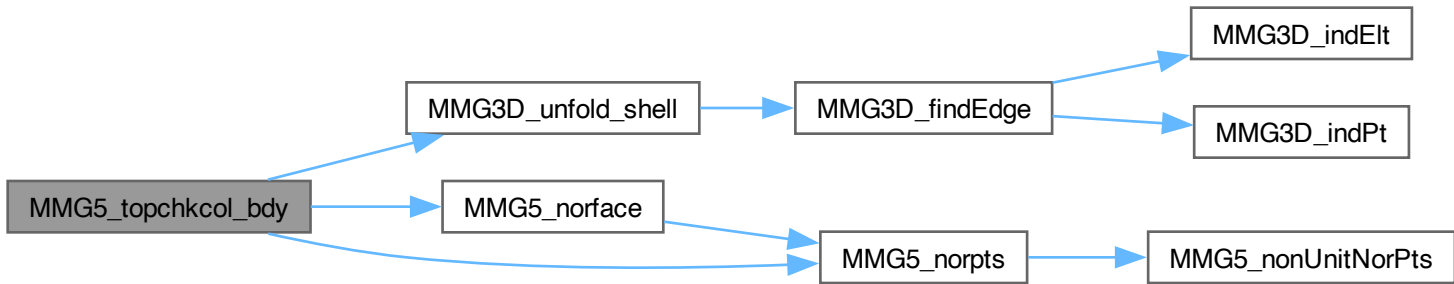 MMG3D_indElt
MMG3D_unfold_shell
MMG3D_findEdge
MMG3D_indPt
MMG5_topchkcol_bdy
MMG5_norface
MMG5_norpts
MMG5_nonUnitNorPts